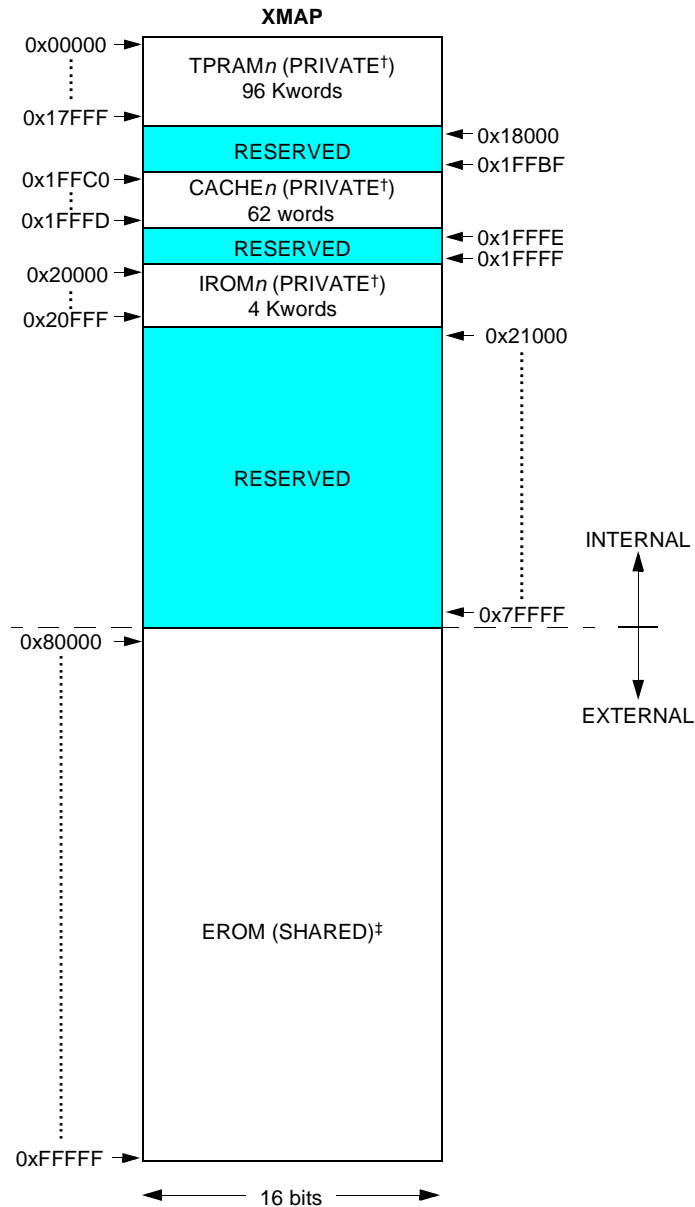 XMAP
0x00000
TPRAMn (PRIVATE†)
96 Kwords
0x17FFF
0x18000
RESERVED
0x1FFBF
0x1FFC0
CACHEn (PRIVATE†)
62 words
0x1FFFD
0x1FFFE
RESERVED
0x1FFFF
0x20000
IROMn (PRIVATE†)
4 Kwords
0x20FFF
0x21000
RESERVED
INTERNAL
0x7FFFF
0x80000
EXTERNAL
EROM (SHARED)‡
0xFFFFF
16 bits